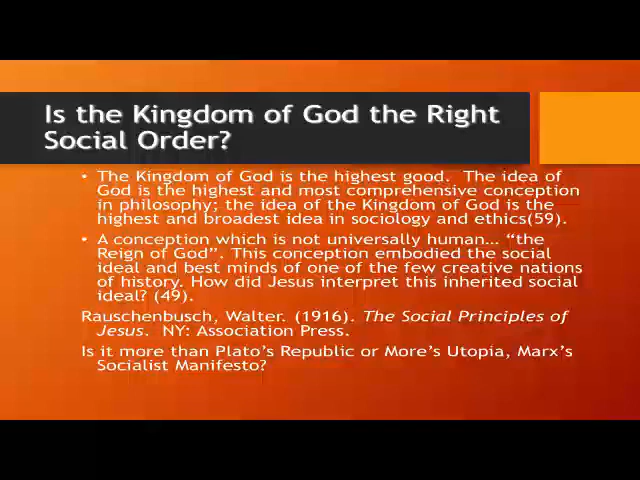 Is the Kingdom of God the Right
Social Order?
• The Kingdom of God is the highest good.  The idea of
God is the highest and most comprehensive conception
in philosophy; the idea of the Kingdom of God is the
highest and broadest idea in sociology and ethics(59).
• A conception which is not universally human… “the
Reign of God”. This conception embodied the social
ideal and best minds of one of the few creative nations
of history. How did Jesus interpret this inherited social
ideal? (49).
Rauschenbusch, Walter. (1916). The Social Principles of
Jesus.  NY: Association Press.
Is it more than Plato’s Republic or More’s Utopia, Marx’s
Socialist Manifesto?